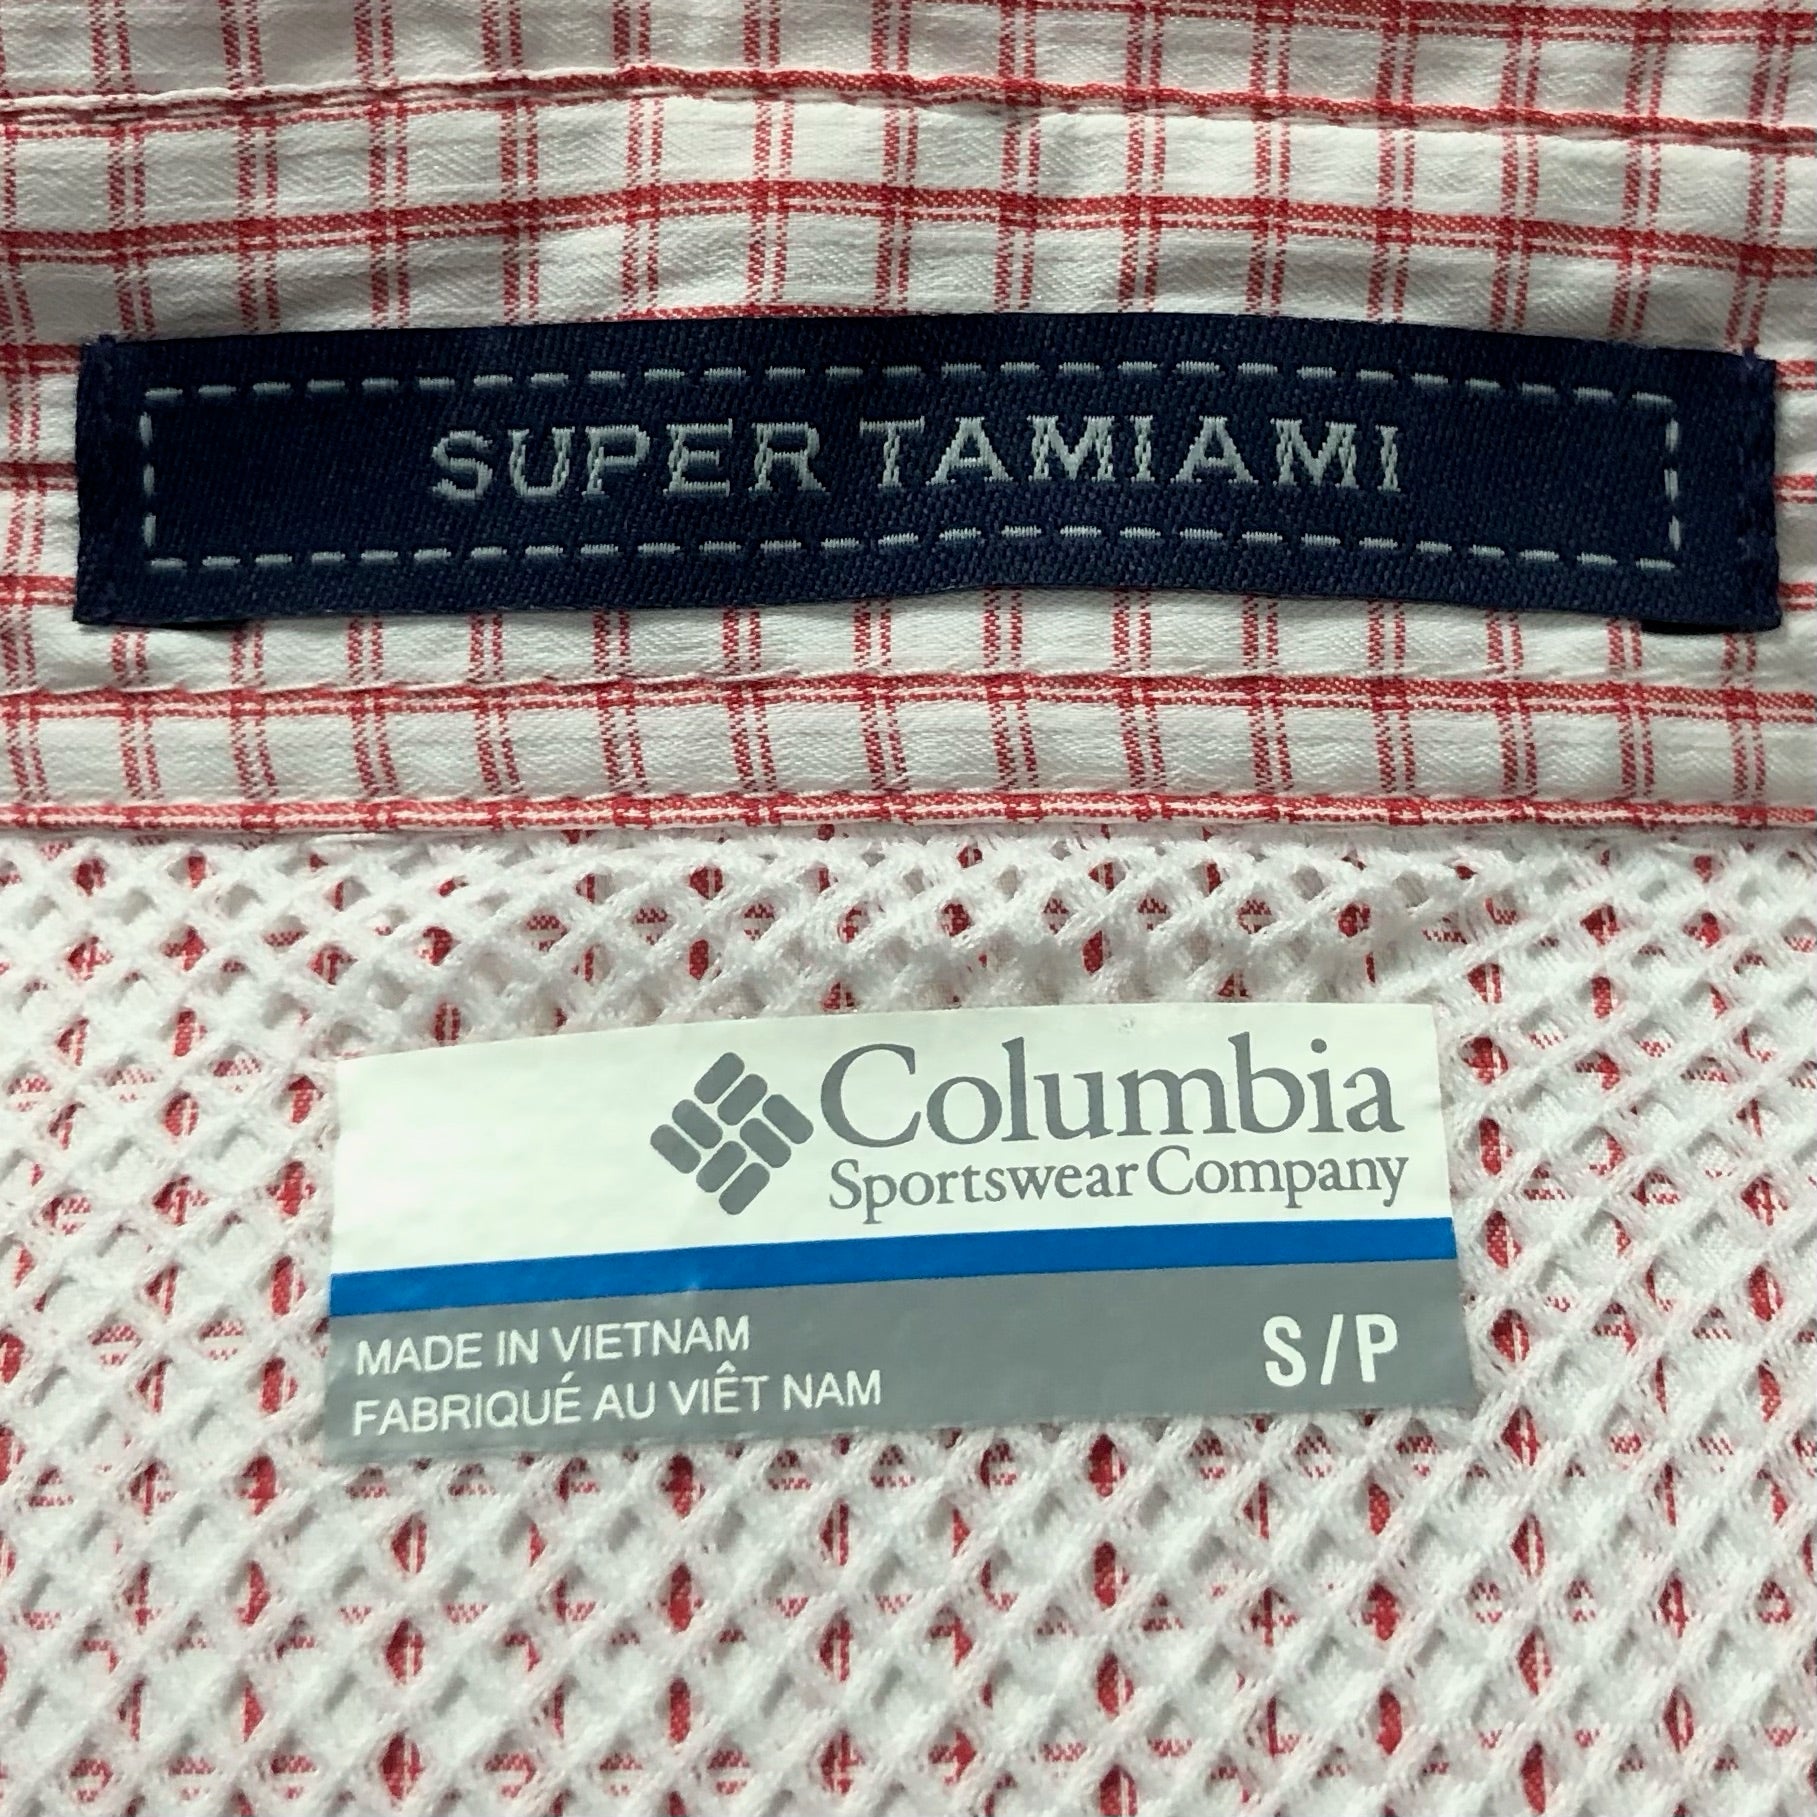 SUPER TAMIAMI
Columbia
Sportswear Company
MADE IN VIETNAM
FABRIQUÉ AU VIÊT NAM
S/P